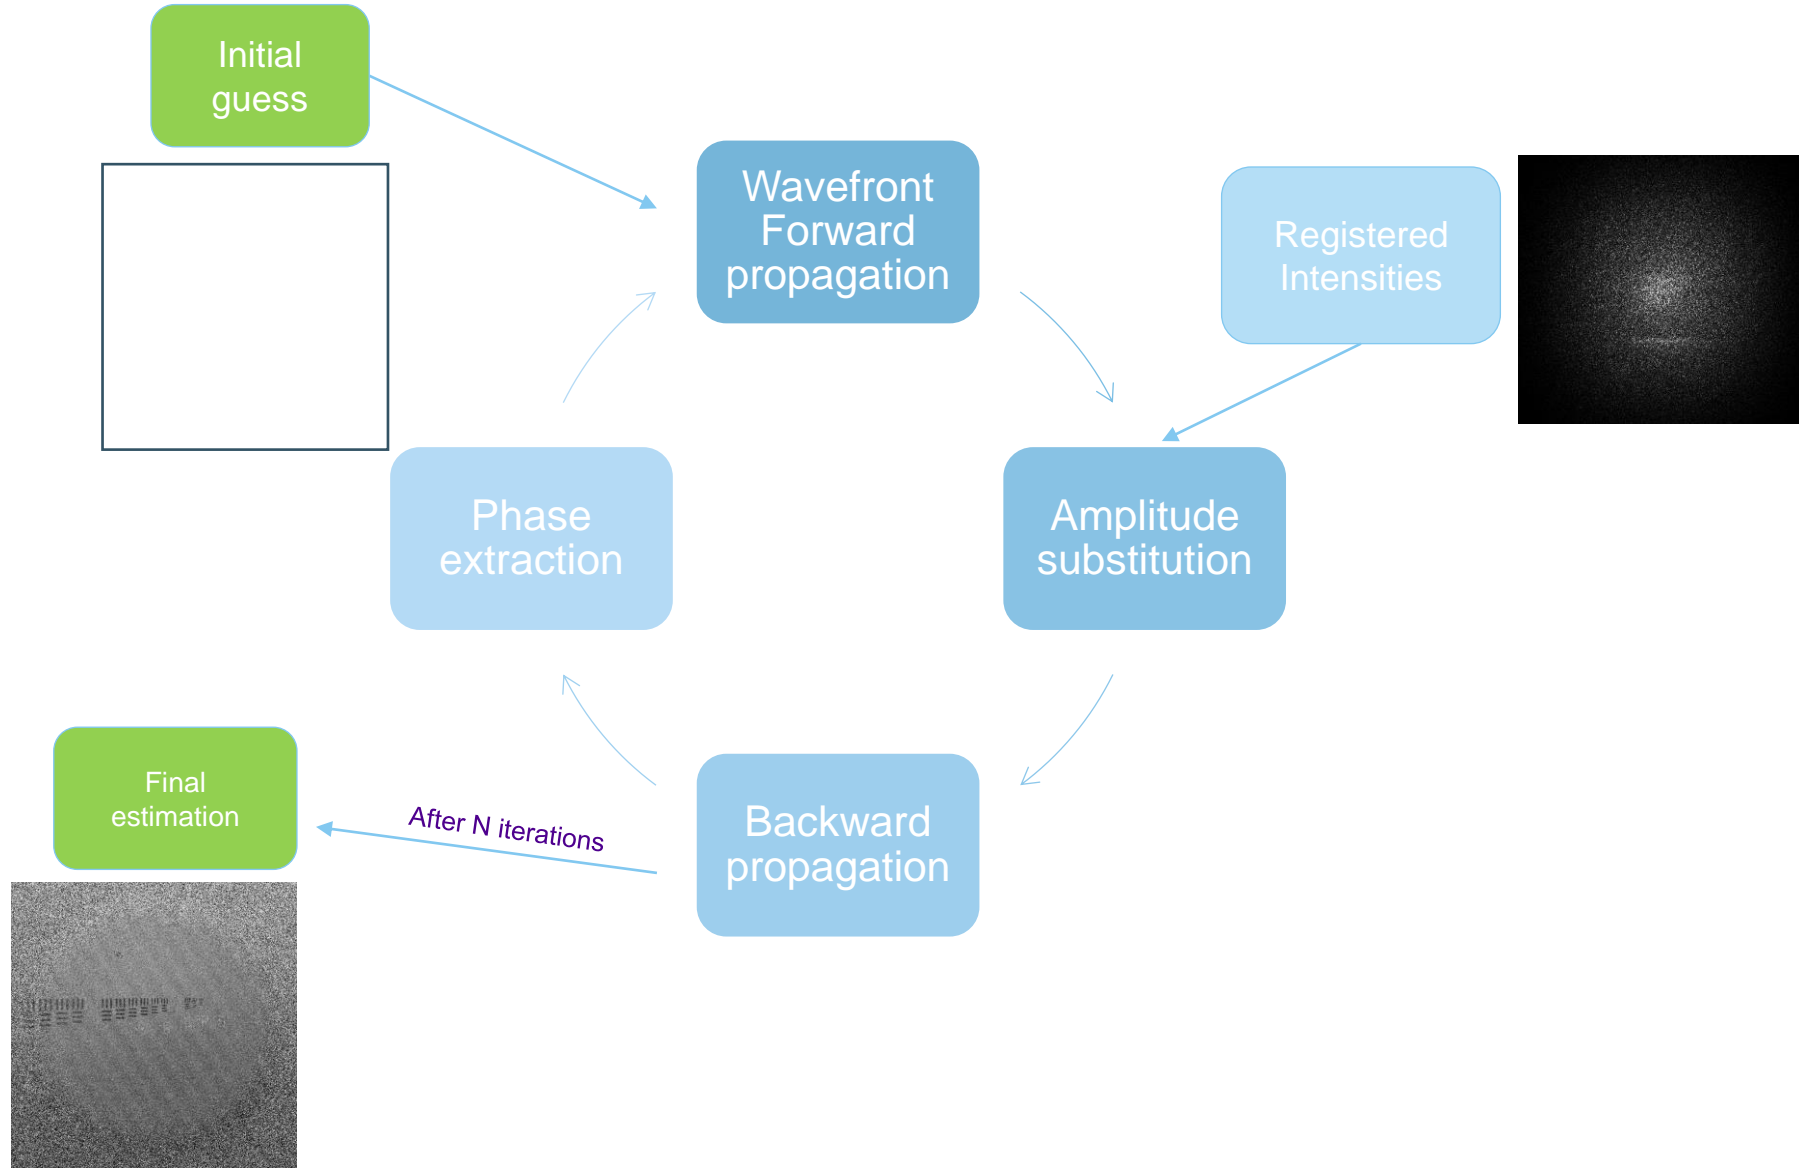 Initial
guess
Wavefront
Forward
propagation
Registered
Intensities
Phase
extraction
Amplitude
substitution
Final
estimation
After N iterations
Backward
propagation